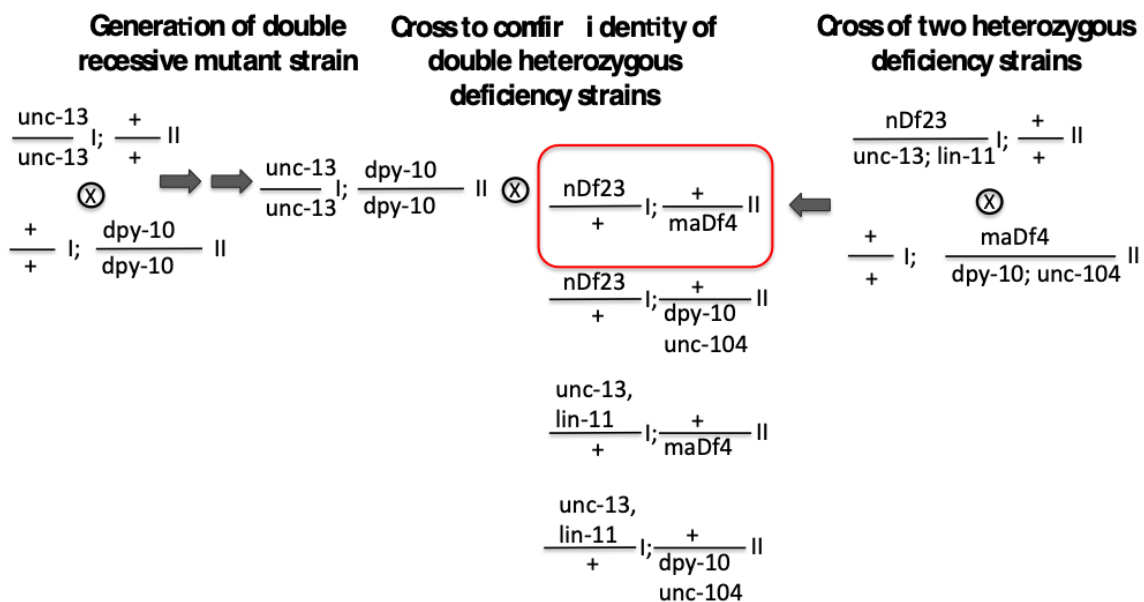 Generation of double
recessive mutant strain
unc-13
unc-13
I;
+
+
II
X
+
+
I;
dpy-10
dpy-10
II
unc-13
unc-13
I;
dpy-10
dpy-10
II
X
Cross to confir i dentity of
double heterozygous
deficiency strains
nDf23
+
I;
+
maDf4
II
nDf23
+
I;
+
dpy-10
unc-104
II
unc-13,
lin-11
+
I;
+
maDf4
II
unc-13,
lin-11
+
I;
+
dpy-10
unc-104
II
Cross of two heterozygous
deficiency strains
nDf23
unc-13; lin-11
I;
+
+
II
X
+
+
I;
maDf4
dpy-10; unc-104
II